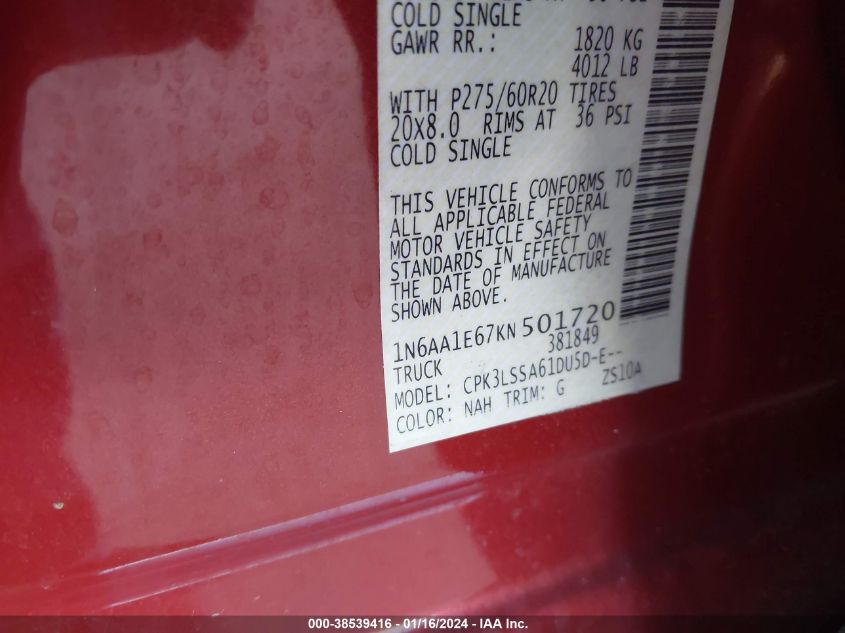 COLD SINGLE
GAWR RR.: 1820 KG
4012 LB
WITH P275/60R20 TIRES
20X8.0 RIMS AT 36 PSI
COLD SINGLE
THIS VEHICLE CONFORMS TO
ALL APPLICABLE FEDERAL
MOTOR VEHICLE SAFETY
STANDARDS IN EFFECT ON
THE DATE OF MANUFACTURE
SHOWN ABOVE.
1N6AA1E67KN501720
TRUCK 381849
MODEL: CPK3LSSA61DU5D-E--
COLOR: NAH TRIM: G ZS10A
000-38539416 - 01/16/2024 - IAA Inc.